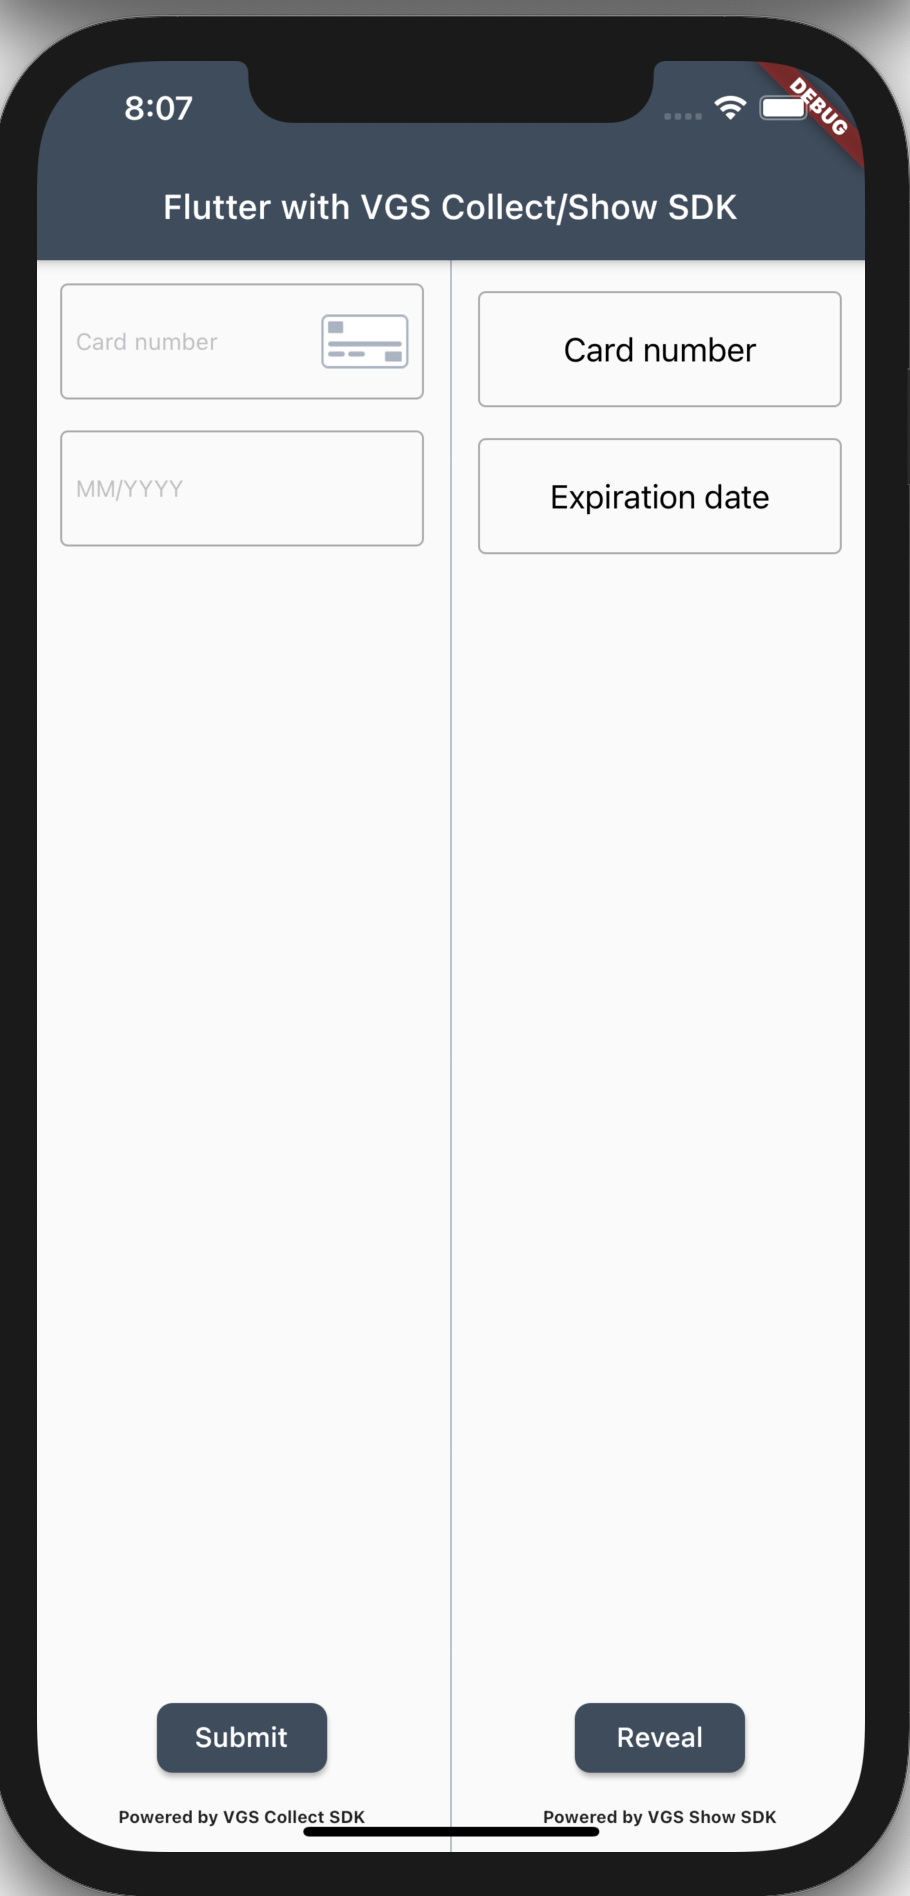 8:07
DEBUG
Flutter with VGS Collect/Show SDK
Card number
MM/YYYY
Submit
Powered by VGS Collect SDK
Card number
Expiration date
Reveal
Powered by VGS Show SDK